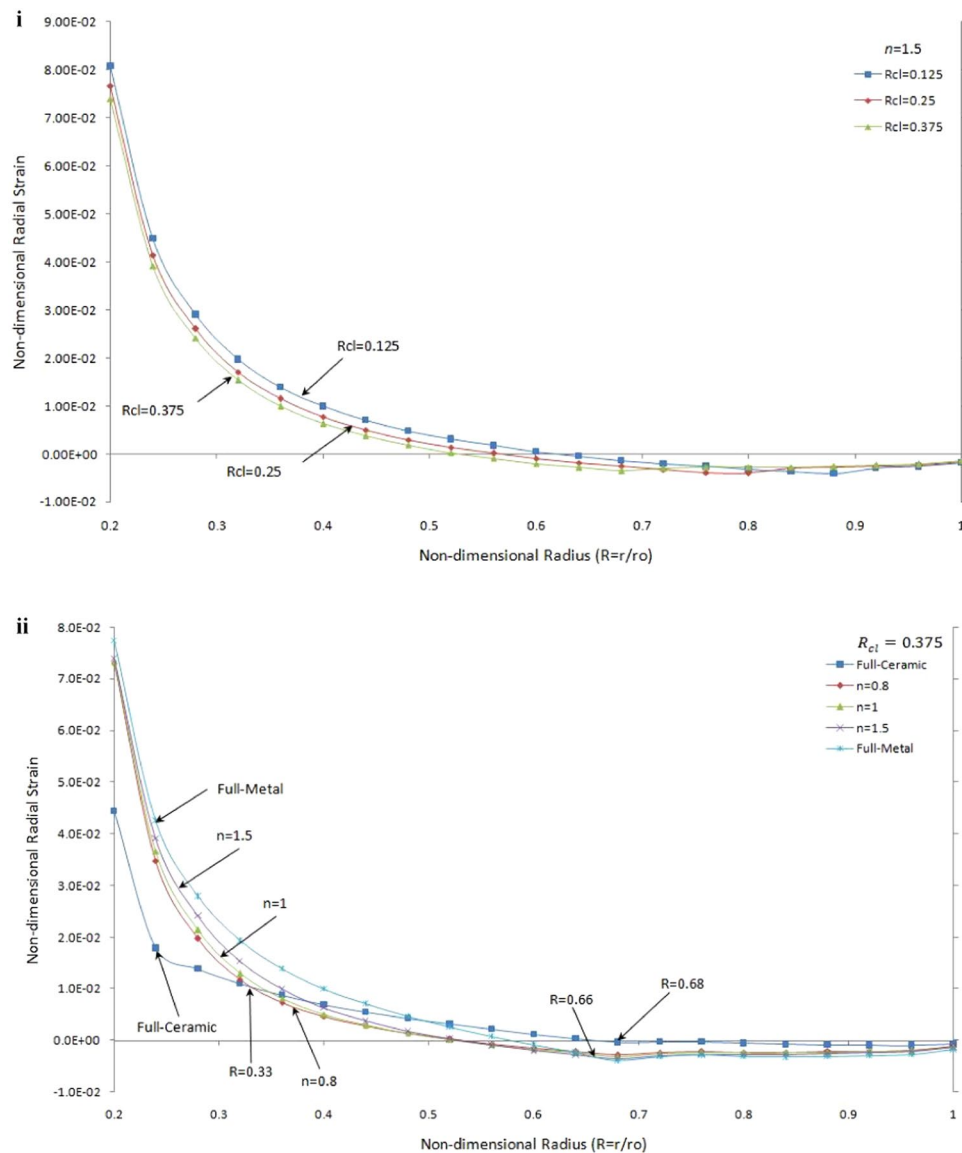 i
9.00E-02
8.00E-02
7.00E-02
6.00E-02
5.00E-02
4.00E-02
3.00E-02
2.00E-02
1.00E-02
0.00E+00
-1.00E-02
Non-dimensional Radial Strain
n=1.5
Rcl=0.125
Rcl=0.25
Rcl=0.375
Rcl=0.125
Rcl=0.375
Rcl=0.25
0.2 0.3 0.4 0.5 0.6 0.7 0.8 0.9 1
Non-dimensional Radius (R=r/ro)
ii
8.0E-02
7.0E-02
6.0E-02
5.0E-02
4.0E-02
3.0E-02
2.0E-02
1.0E-02
0.0E+00
-1.0E-02
Non-dimensional Radial Strain
R_cl = 0.375
Full-Ceramic
n=0.8
n=1
n=1.5
Full-Metal
Full-Metal
n=1.5
n=1
R=0.66
R=0.68
Full-Ceramic
R=0.33
n=0.8
0.2 0.3 0.4 0.5 0.6 0.7 0.8 0.9 1
Non-dimensional Radius (R=r/ro)